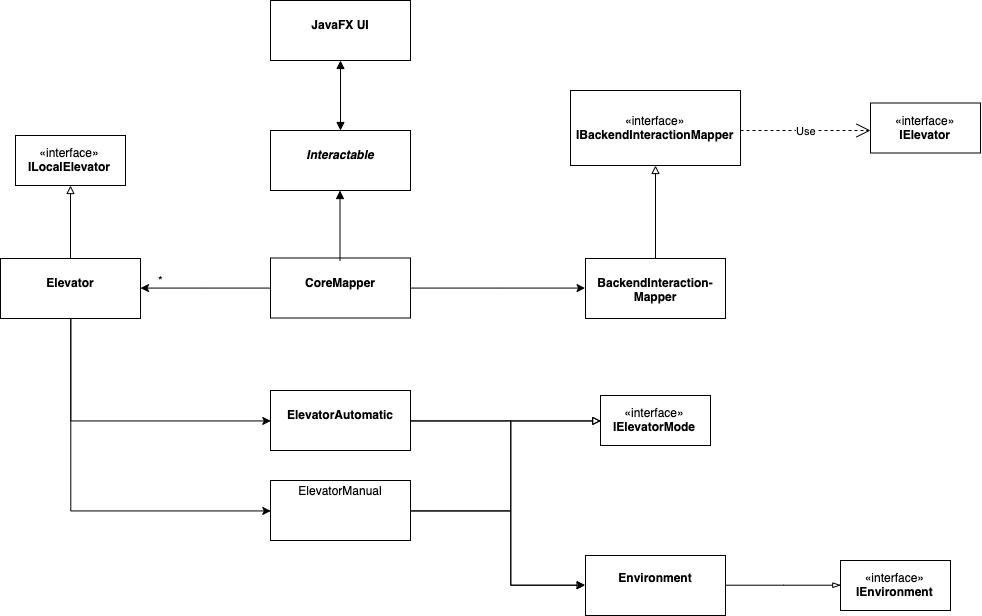 JavaFX UI
«interface»
IBackendInteractionMapper
Use
«interface»
IElevator
«interface»
ILocalElevator
Interactable
Elevator
*
CoreMapper
BackendInteraction-
Mapper
ElevatorAutomatic
«interface»
IElevatorMode
ElevatorManual
Environment
«interface»
IEnvironment